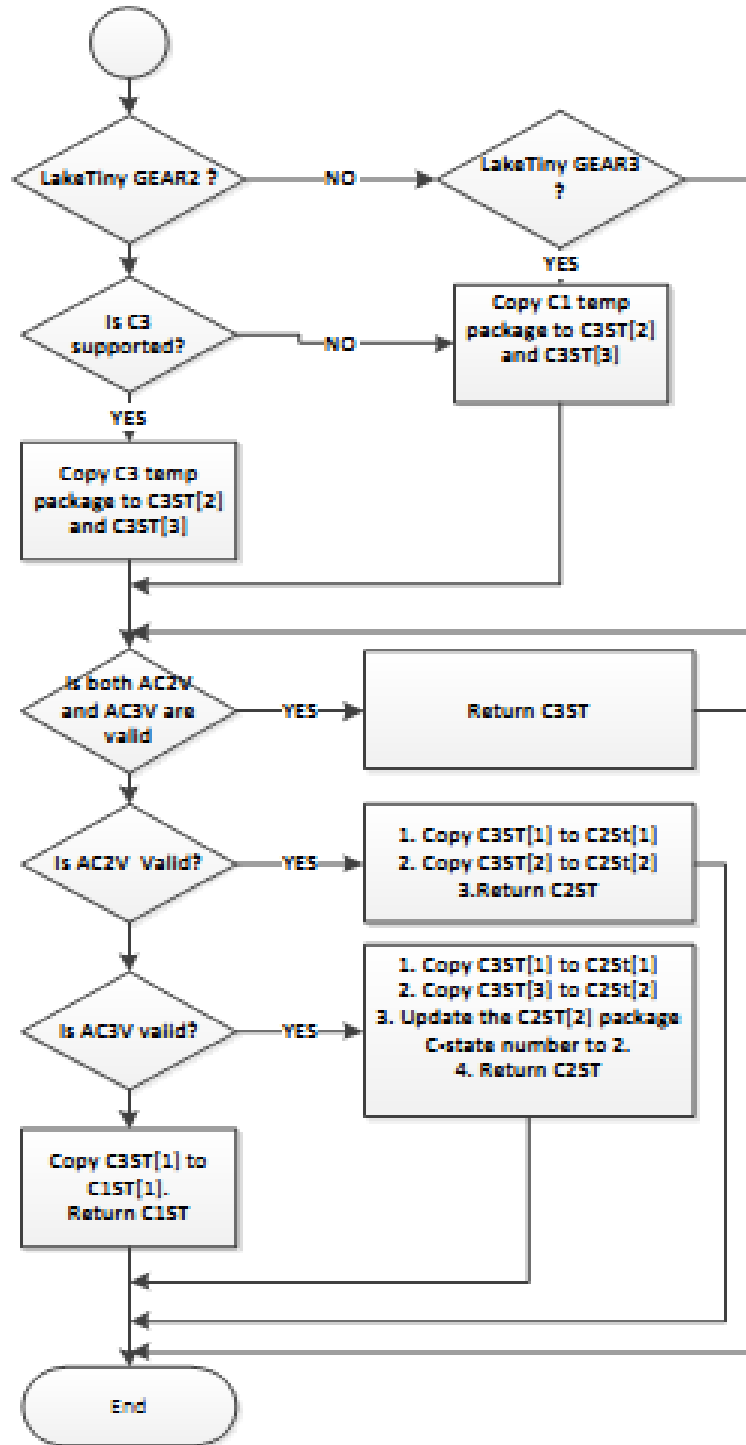 LakeTiny GEAR2 ?
NO
LakeTiny GEAR3
?
YES
Is C3
supported?
NO
Copy C1 temp
package to C3ST[2]
and C3ST[3]
YES
Copy C3 temp
package to C3ST[2]
and C3ST[3]
Is both AC2V
and AC3V are
valid
YES
Return C3ST
Is AC2V Valid?
YES
1. Copy C3ST[1] to C2St[1]
2. Copy C3ST[2] to C2St[2]
3.Return C2ST
Is AC3V valid?
YES
1. Copy C3ST[1] to C2St[1]
2. Copy C3ST[3] to C2St[2]
3. Update the C2ST[2] package
C-state number to 2.
4. Return C2ST
Copy C3ST[1] to
C1ST[1].
Return C1ST
End